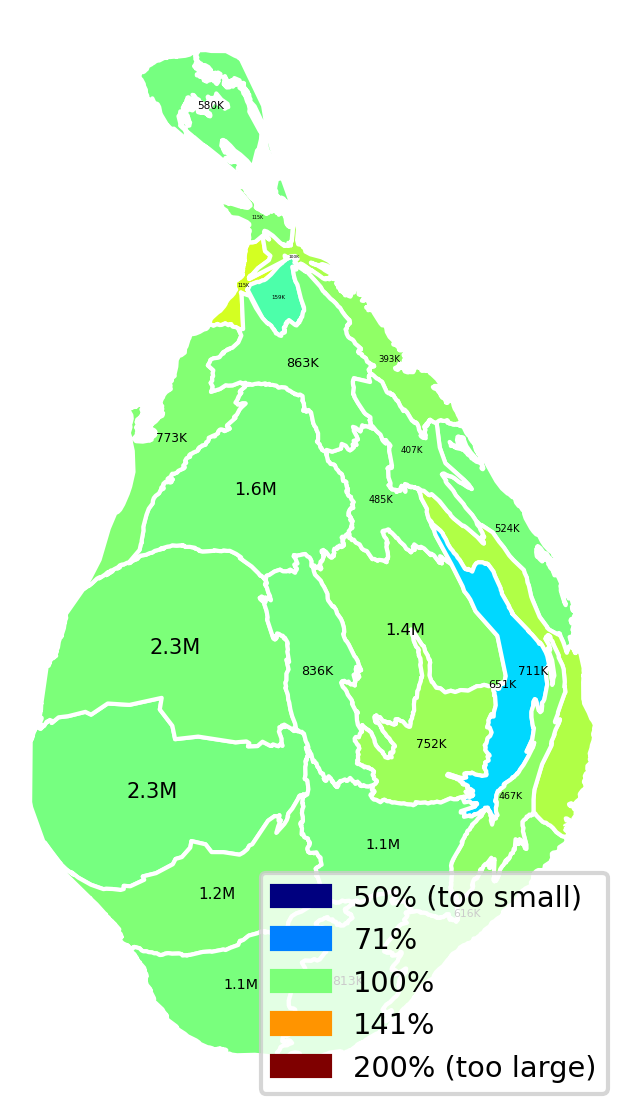 580K
115K
100K
115K
159K
863K
393K
773K
407K
1.6M
485K
524K
1.4M
2.3M
836K
711K
651K
752K
2.3M
467K
1.1M
1.2M
616K
813K
1.1M
50% (too small)
71%
100%
141%
200% (too large)